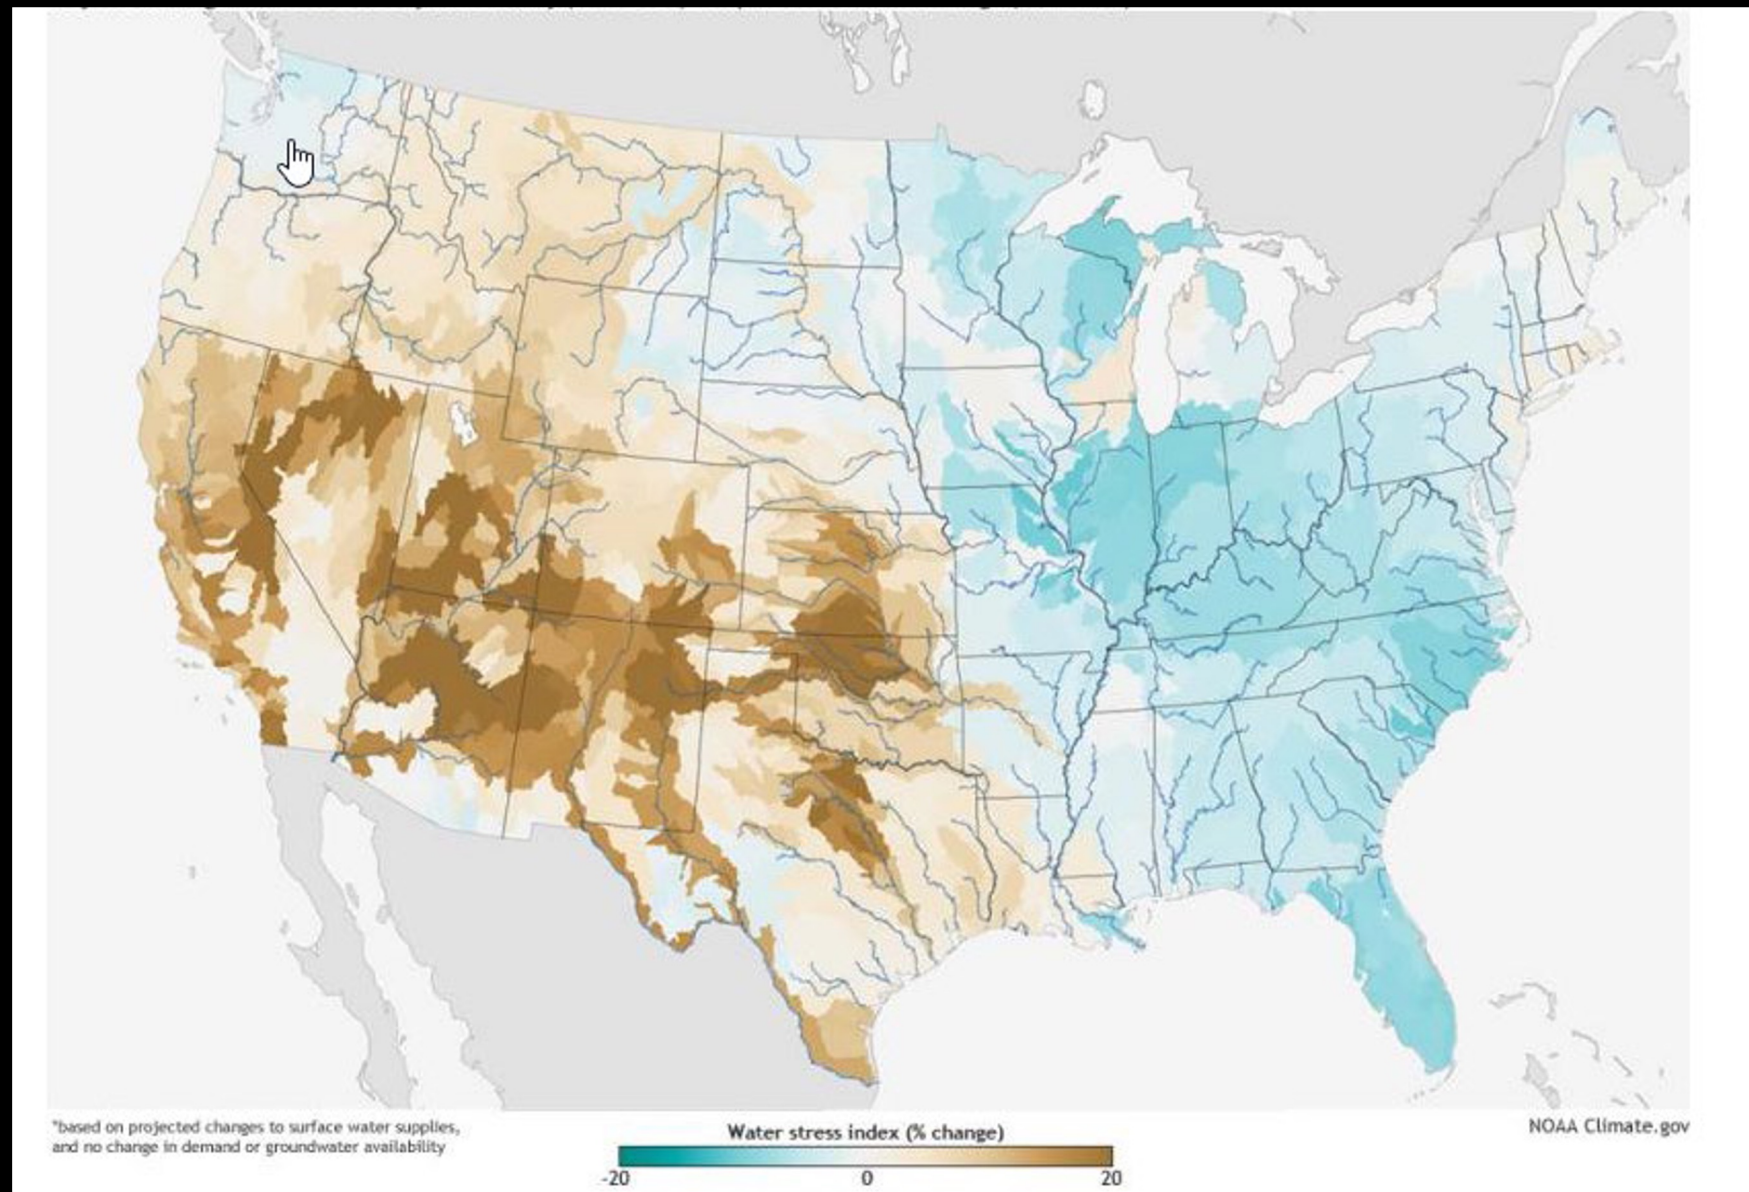 *based on projected changes to surface water supplies,
and no change in demand or groundwater availability
Water stress index (% change)
-20 0 20
NOAA Climate.gov